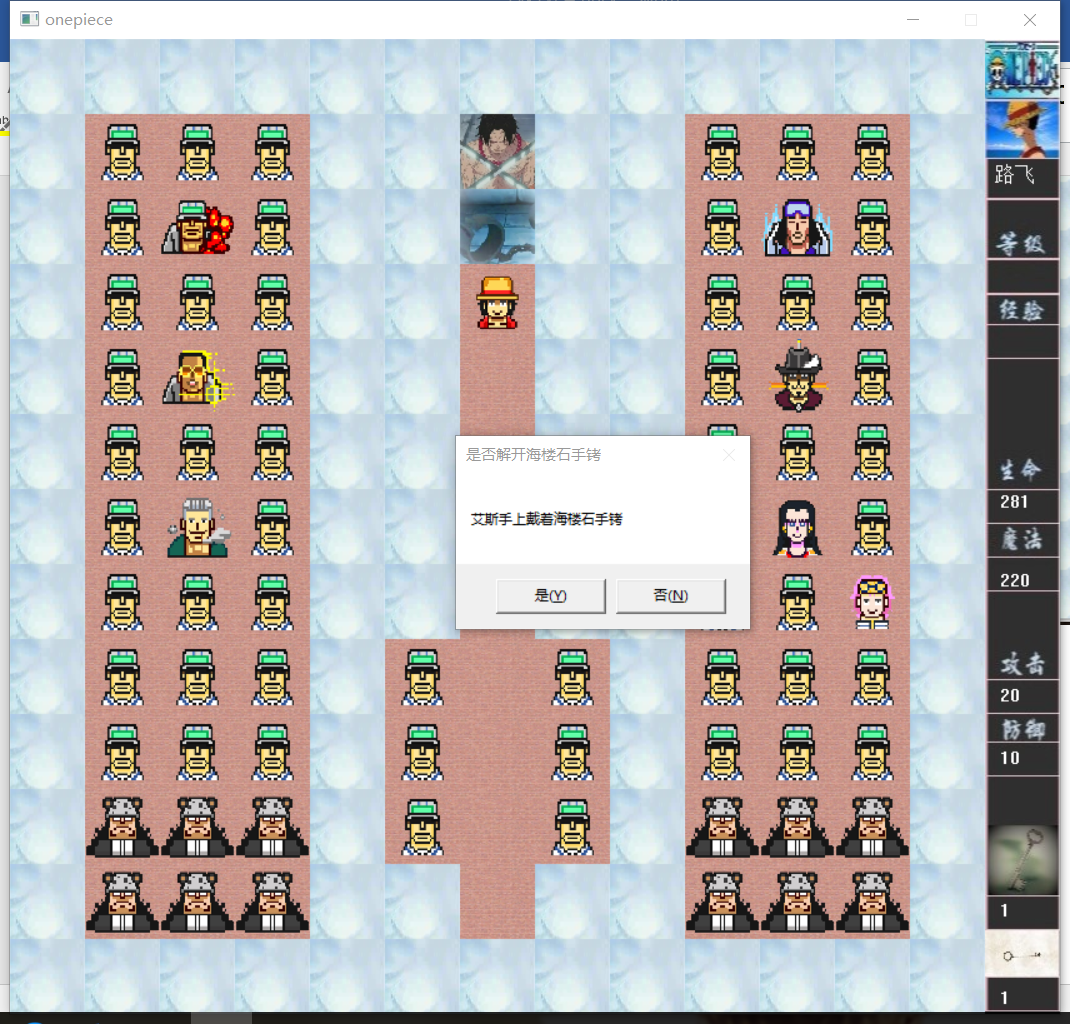 onepiece
路飞
等级
经验
是否解开海楼石手铐
艾斯手上戴着海楼石手铐
是(Y)
否(N)
生命
281
魔法
220
攻击
20
防御
10
1
1